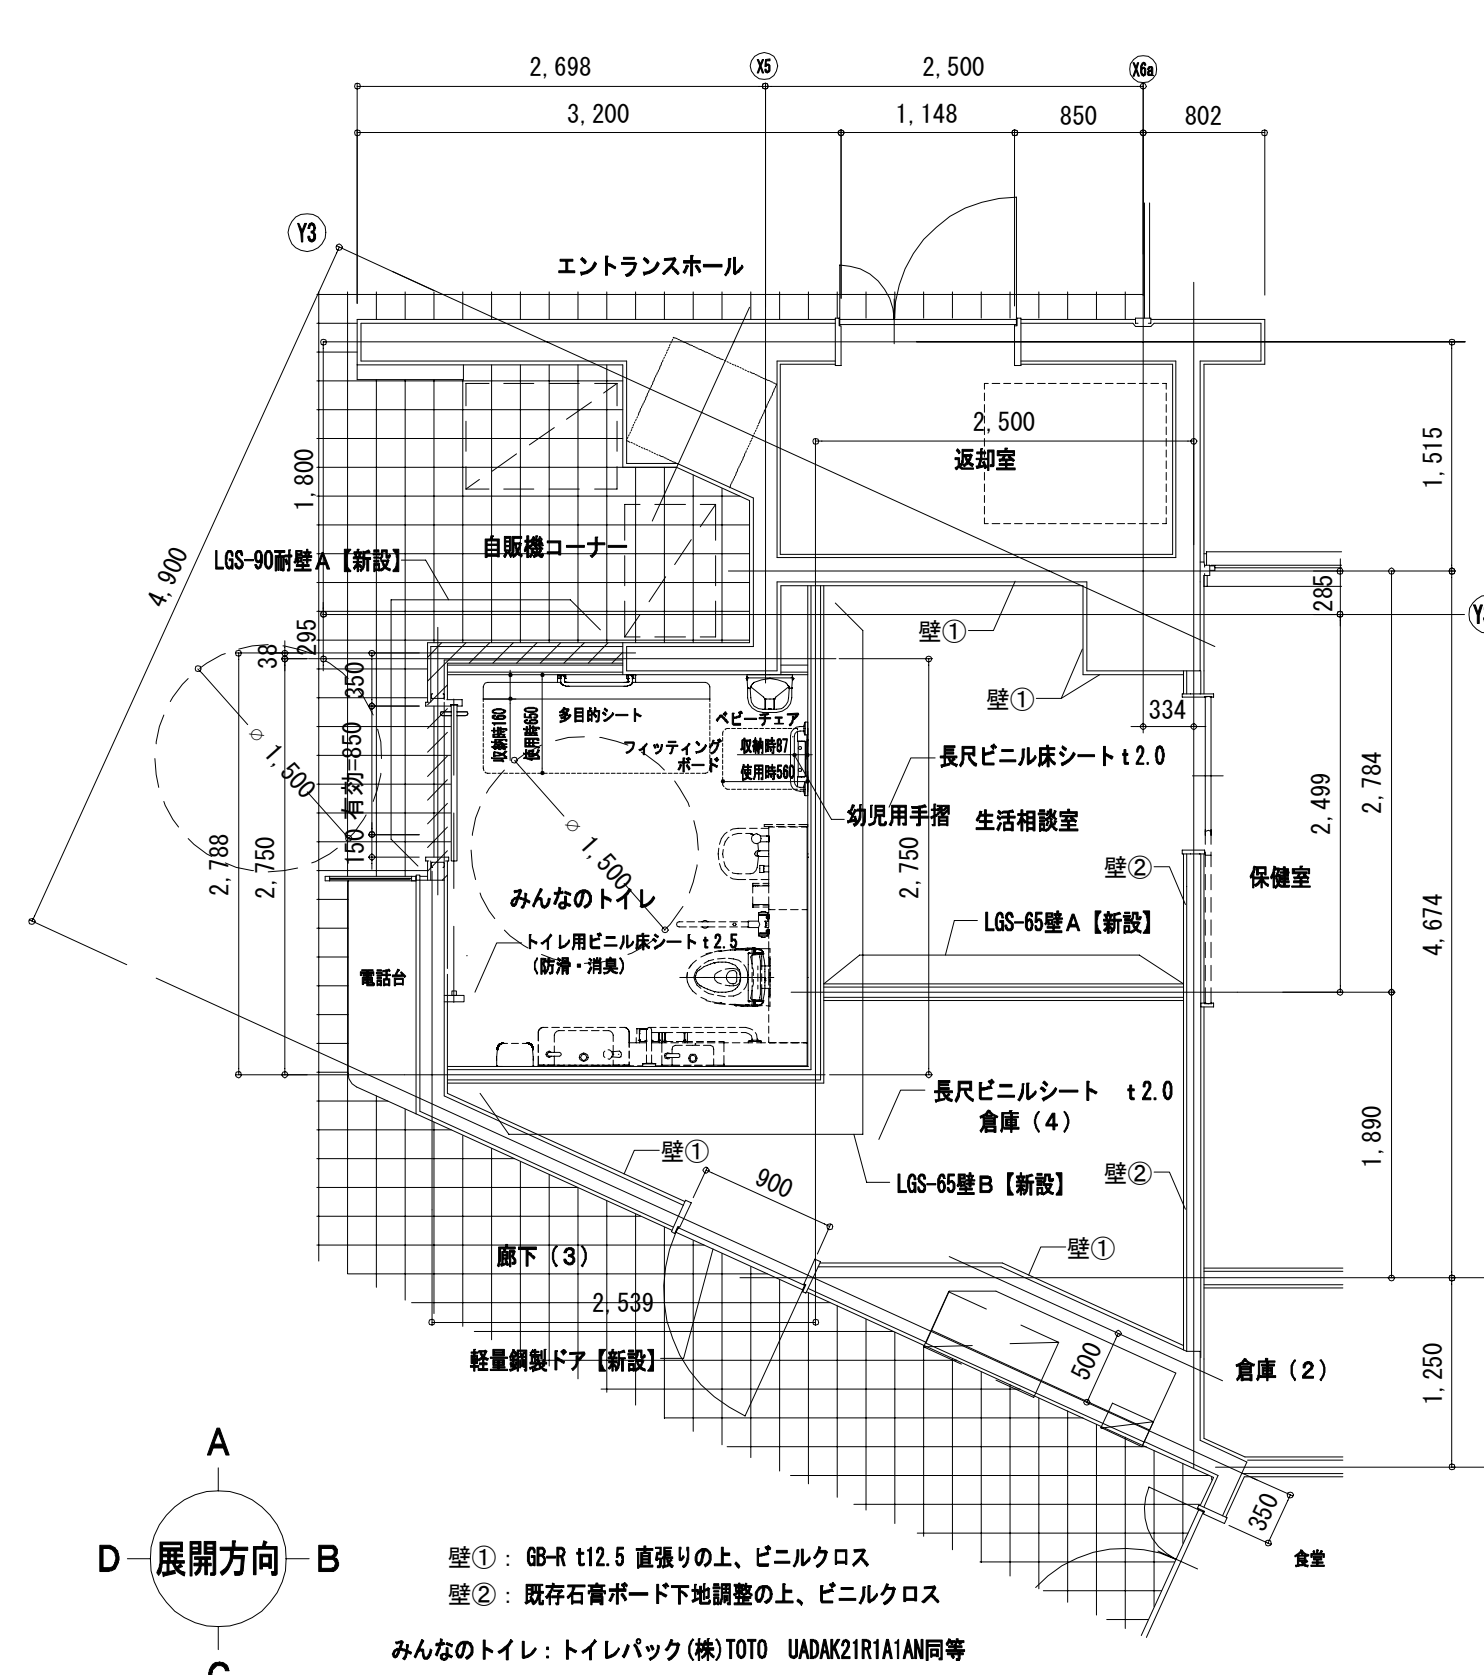 2,698
X5
2,500
X6a
3,200
1,148
850
802
Y3
エントランスホール
2,500
返却室
1,515
1,800
自販機コーナー
LGS-90耐壁A【新設】
4,900
285
295
38
壁①
壁①
350
334
収納時160
使用時650
多目的シート
ベビーチェア
フィッティング
ボード
収納時87
使用時560
長尺ビニル床シートt2.0
1,500
有効=850
150
幼児用手摺
生活相談室
2,499
2,784
2,788
2,750
1,500
2,750
壁②
保健室
みんなのトイレ
LGS-65壁A【新設】
4,674
トイレ用ビニル床シートt2.5
(防滑・消臭)
電話台
長尺ビニルシート t2.0
倉庫(4)
1,890
壁①
LGS-65壁B【新設】
壁②
900
廊下(3)
壁①
2,539
軽量鋼製ドア【新設】
500
倉庫(2)
1,250
350
食堂
A
D
展開方向
B
壁①: GB-R t12.5 直張りの上、ビニルクロス
壁②: 既存石膏ボード下地調整の上、ビニルクロス
みんなのトイレ:トイレパック(株)TOTO UADAK21R1A1AN同等